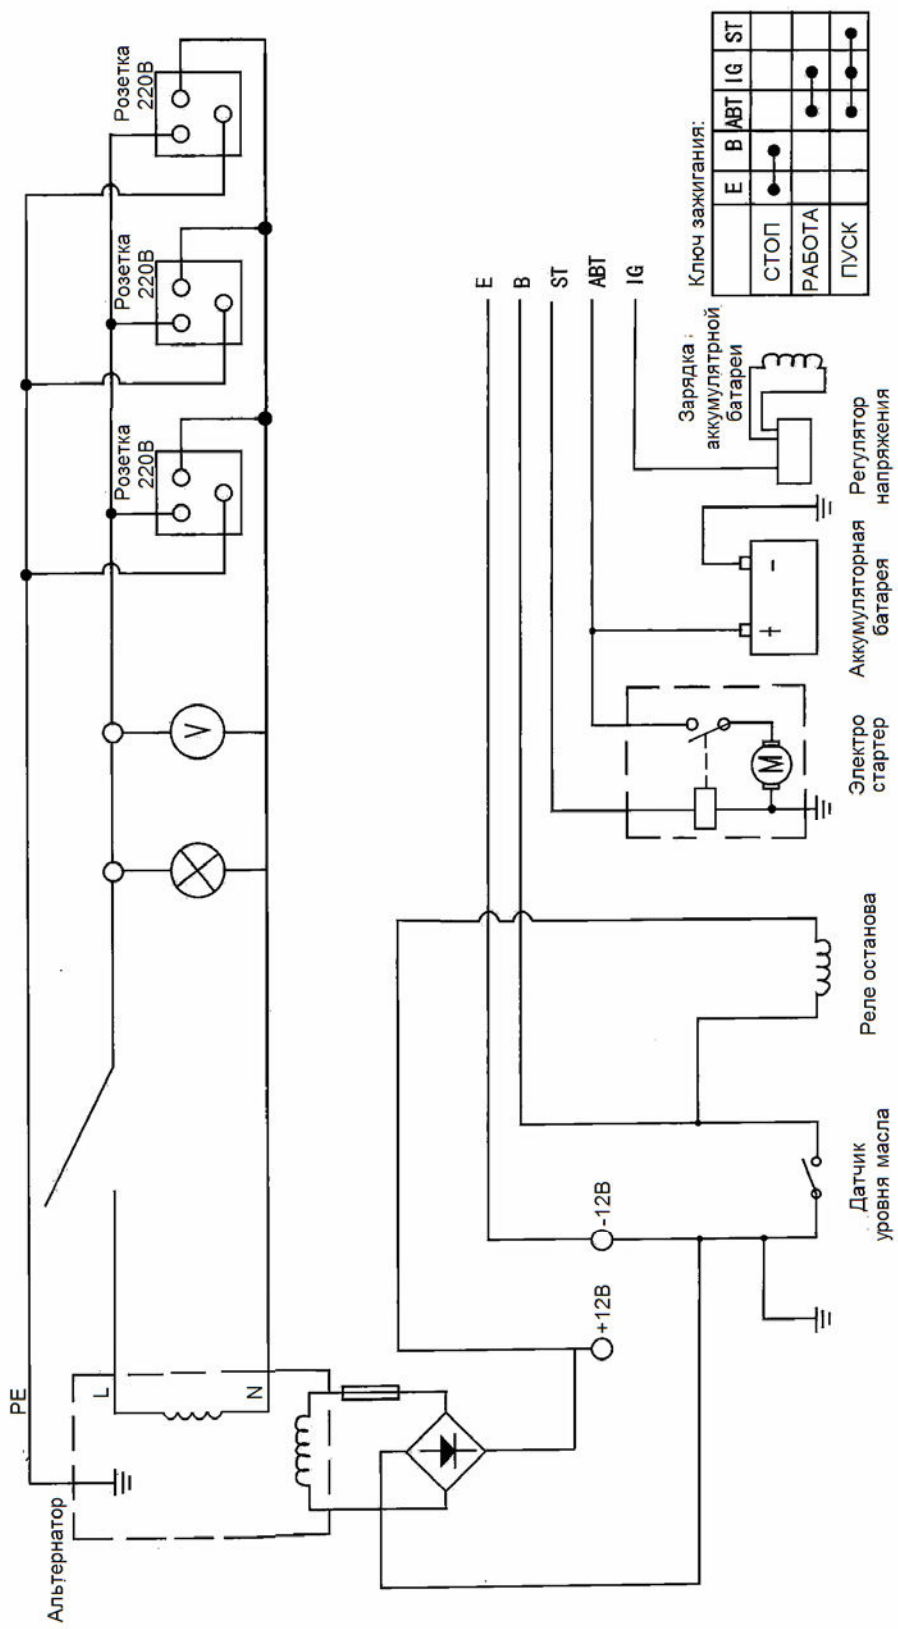 Альтернатор
PE
L
N
V
Розетка
220В
Розетка
220В
Розетка
220В
+12В
-12В
E
B
ST
ABT
IG
Датчик
уровня масла
Реле останова
Электро
стартер
M
Аккумуляторная
батарея
+
-
Регулятор
напряжения
Зарядка :
аккумулятрной
батареи
Ключ зажигания:
E B ABT IG ST
СТОП
РАБОТА
ПУСК